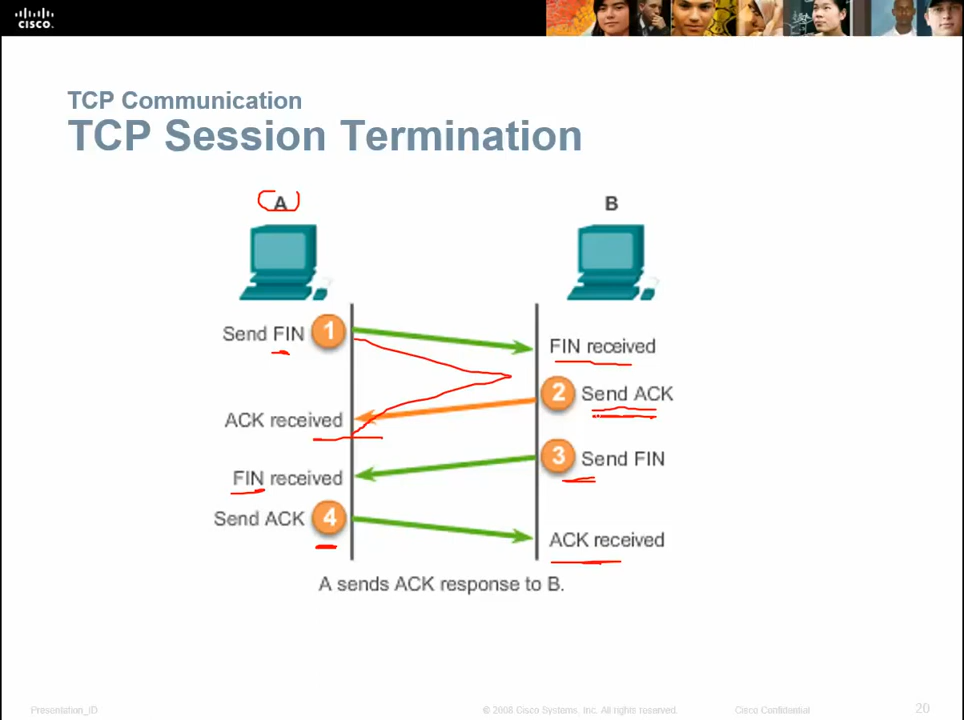 CISCO
TCP Communication
TCP Session Termination
A
B
Send FIN 1
FIN received
2 Send ACK
ACK received
3 Send FIN
FIN received
Send ACK 4
ACK received
A sends ACK response to B.
Presentation_ID
© 2008 Cisco Systems, Inc. All rights reserved.
Cisco Confidential
20